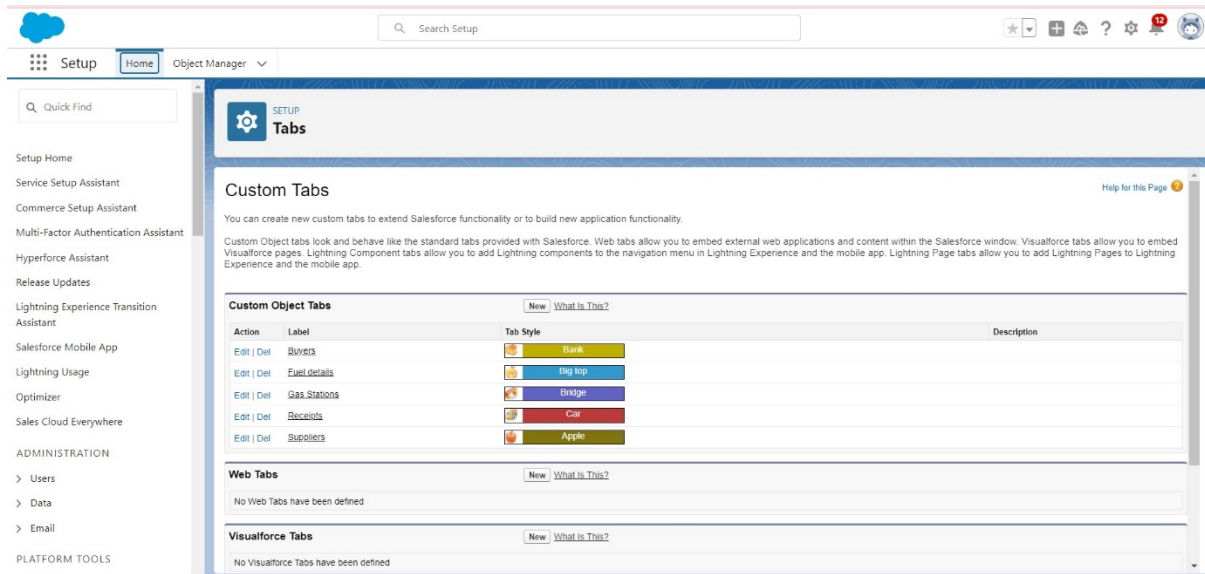 Search Setup
12
Setup
Home
Object Manager
Quick Find
Setup Home
Service Setup Assistant
Commerce Setup Assistant
Multi-Factor Authentication Assistant
Hyperforce Assistant
Release Updates
Lightning Experience Transition
Assistant
Salesforce Mobile App
Lightning Usage
Optimizer
Sales Cloud Everywhere
ADMINISTRATION
> Users
> Data
> Email
PLATFORM TOOLS
SETUP
Tabs
Custom Tabs
Help for this Page ?
You can create new custom tabs to extend Salesforce functionality or to build new application functionality.
Custom Object tabs look and behave like the standard tabs provided with Salesforce. Web tabs allow you to embed external web applications and content within the Salesforce window. Visualforce tabs allow you to embed
Visualforce pages. Lightning Component tabs allow you to add Lightning components to the navigation menu in Lightning Experience and the mobile app. Lightning Page tabs allow you to add Lightning Pages to Lightning
Experience and the mobile app.
Custom Object Tabs New What Is This?
Action Label Tab Style Description
Edit | Del Buyers Bank
Edit | Del Fuel details Big top
Edit | Del Gas Stations Bridge
Edit | Del Receipts Car
Edit | Del Suppliers Apple
Web Tabs New What Is This?
No Web Tabs have been defined
Visualforce Tabs New What Is This?
No Visualforce Tabs have been defined